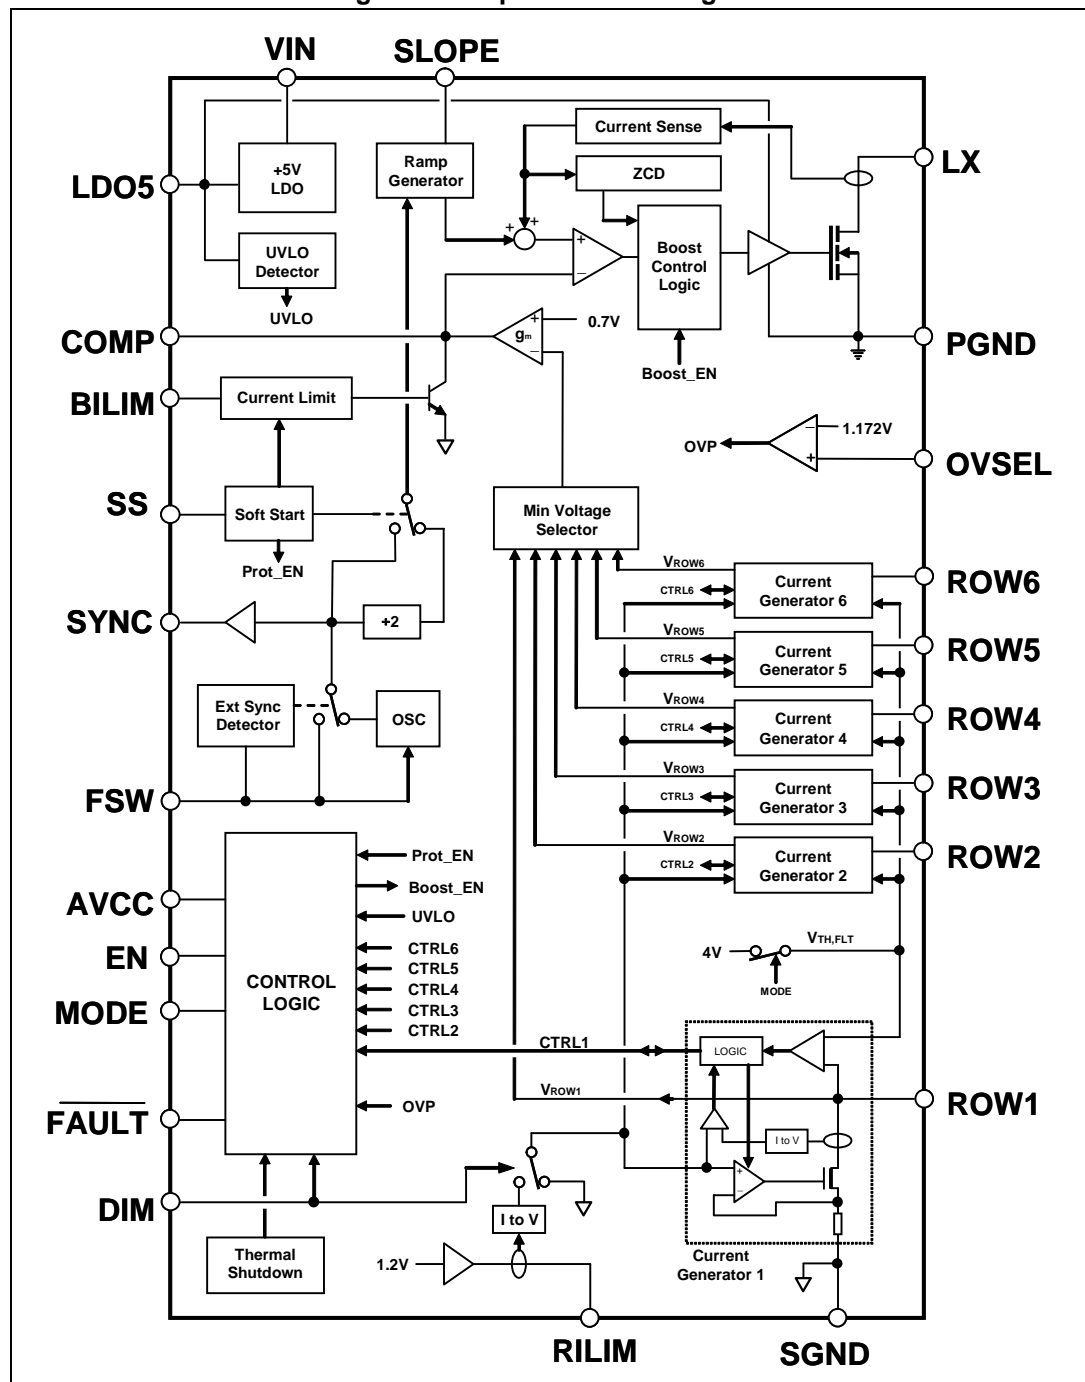 VIN SLOPE
Current Sense
LX
Ramp
Generator
+5V
LDO
ZCD
LDO5
+ +
UVLO
Detector
+
–
Boost
Control
Logic
UVLO
COMP
gm
+
–
0.7V
PGND
Boost_EN
BILIM
Current Limit
OVP
–
+
1.172V
OVSEL
SS
Soft Start
Min Voltage
Selector
Prot_EN
VROW6
CTRL6
Current
Generator 6
ROW6
SYNC
+2
VROW5
CTRL5
Current
Generator 5
ROW5
Ext Sync
Detector
OSC
VROW4
CTRL4
Current
Generator 4
ROW4
FSW
VROW3
CTRL3
Current
Generator 3
ROW3
VROW2
CTRL2
Current
Generator 2
ROW2
Prot_EN
Boost_EN
AVCC
UVLO
EN
CTRL6
CTRL5
CTRL4
CTRL3
CTRL2
CONTROL
LOGIC
MODE
4V
VTH,FLT
MODE
CTRL1
LOGIC
VROW1
ROW1
FAULT
OVP
I to V
+
–
DIM
I to V
Thermal
Shutdown
1.2V
Current
Generator 1
RILIM
SGND